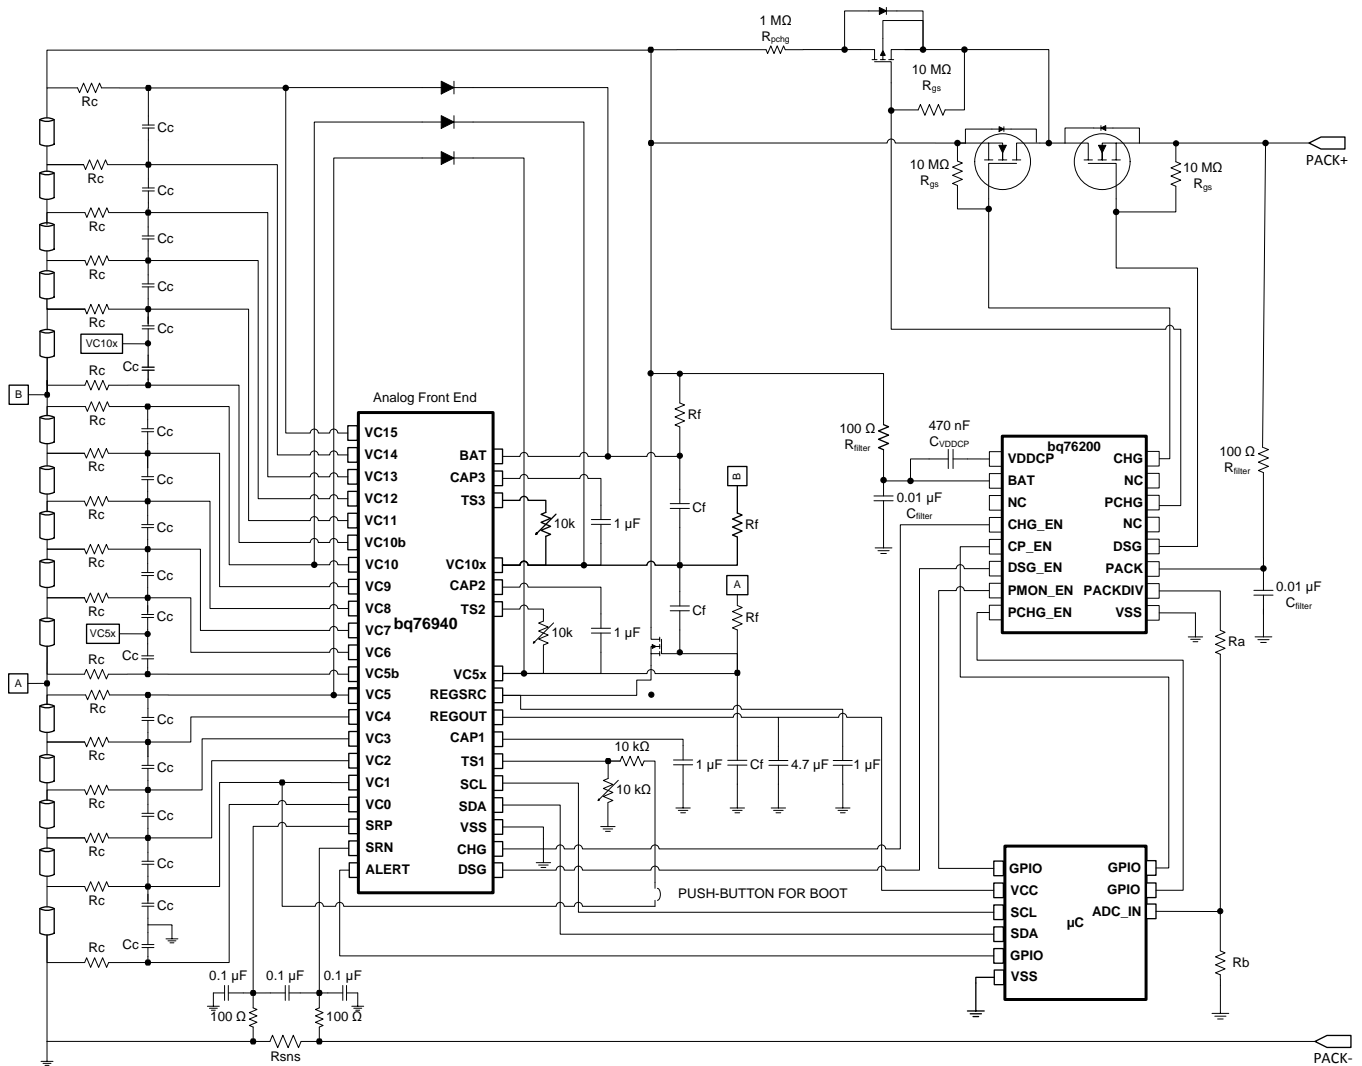 1 MΩ
Rpchg
10 MΩ
Rgs
Rc
Cc
Rc
Cc
10 MΩ
Rgs
10 MΩ
Rgs
PACK+
Rc
Cc
Rc
Cc
Rc
Cc
VC10x
Cc
Rc
B
Rc
Cc
Rc
Cc
Rc
Cc
Rc
Cc
Rc
Cc
VC5x
Cc
Rc
A
Rc
Cc
Rc
Cc
Rc
Cc
Rc
Cc
Rc
Cc
Cc
Rc
Analog Front End
bq76940
VC15
VC14
VC13
VC12
VC11
VC10b
VC10
VC9
VC8
VC7
VC6
VC5b
VC5
VC4
VC3
VC2
VC1
VC0
SRP
SRN
ALERT
BAT
CAP3
TS3
VC10x
CAP2
TS2
VC5x
REGSRC
REGOUT
CAP1
TS1
SCL
SDA
VSS
CHG
DSG
Rf
Cf
10k
1 µF
B
Rf
Cf
A
Rf
10k
1 µF
10 kΩ
10 kΩ
1 µF
Cf
4.7 µF
1 µF
PUSH-BUTTON FOR BOOT
100 Ω
Rfilter
470 nF
CVDDCP
0.01 µF
Cfilter
bq76200
VDDCP
BAT
NC
CHG_EN
CP_EN
DSG_EN
PMON_EN
PCHG_EN
CHG
NC
PCHG
NC
DSG
PACK
PACKDIV
VSS
100 Ω
Rfilter
0.01 µF
Cfilter
Ra
µC
GPIO
VCC
SCL
SDA
GPIO
VSS
GPIO
GPIO
ADC_IN
Rb
0.1 µF
0.1 µF
0.1 µF
100 Ω
100 Ω
Rsns
PACK-